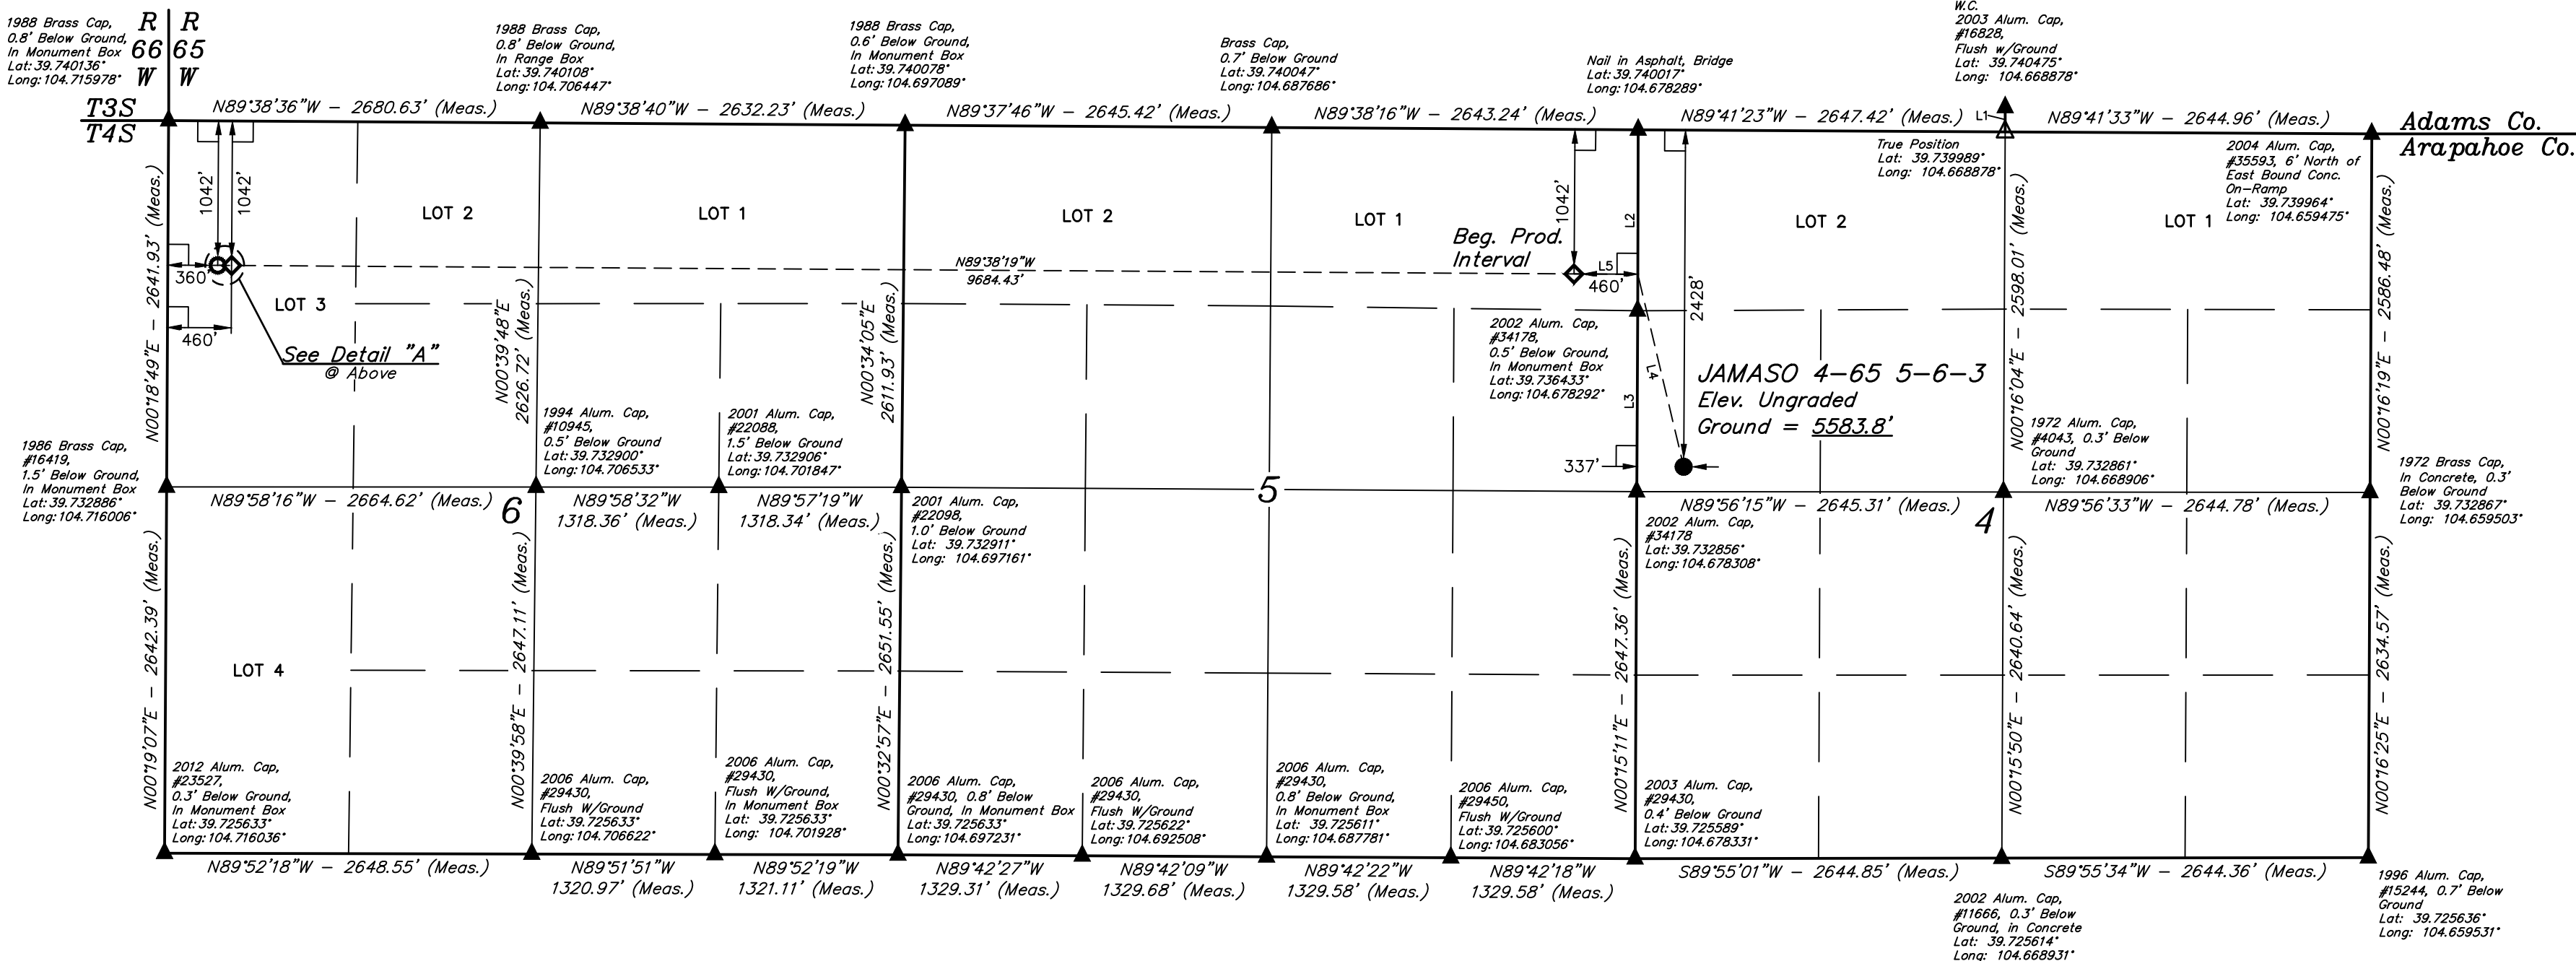 1988 Brass Cap,
0.8' Below Ground,
In Monument Box
Lat: 39.740136°
Long: 104.715978°
R R
66 65
W W
1988 Brass Cap,
0.8' Below Ground,
In Range Box
Lat: 39.740108°
Long: 104.706447°
1988 Brass Cap,
0.6' Below Ground,
In Monument Box
Lat: 39.740078°
Long: 104.697089°
Brass Cap,
0.7' Below Ground
Lat: 39.740047°
Long: 104.687686°
Nail in Asphalt, Bridge
Lat: 39.740017°
Long: 104.678289°
W.C.
2003 Alum. Cap,
#16828,
Flush w/Ground
Lat: 39.740475°
Long: 104.668878°
T3S
T4S
N89°38'36"W - 2680.63' (Meas.)
N89°38'40" W - 2632.23' (Meas.)
N89°37'46"W - 2645.42' (Meas.)
N89°38'16"W - 2643.24' (Meas.)
N89°41'23"W - 2647.42' (Meas.)
L1
N89°41'33"W - 2644.96' (Meas.)
Adams Co.
Arapahoe Co.
True Position
Lat: 39.739989°
Long: 104.668878°
2004 Alum. Cap,
#35593, 6' North of
East Bound Conc.
On-Ramp
Lat: 39.739964°
Long: 104.659475°
N00°18'49"E - 2641.93' (Meas.)
1042'
1042'
LOT 2
LOT 1
LOT 2
LOT 1
1042'
L2
LOT 2
LOT 1
Beg. Prod.
Interval
360'
N89°38'19"W
9684.43'
L5
460'
2428'
LOT 3
460'
See Detail "A"
@ Above
N00°39'48"E
2626.72' (Meas.)
N00°34'05"E
2611.93' (Meas.)
2002 Alum. Cap,
#34178,
0.5' Below Ground,
In Monument Box
Lat: 39.736433°
Long: 104.678292°
L3
L4
JAMASO 4-65 5-6-3
Elev. Ungraded
Ground = 5583.8'
N00°16'04"E - 2598.01' (Meas.)
N00°16'19"E - 2586.48' (Meas.)
1986 Brass Cap,
#16419,
1.5' Below Ground,
In Monument Box
Lat: 39.732886°
Long: 104.716006°
1994 Alum. Cap,
#10945,
0.5' Below Ground
Lat: 39.732900°
Long: 104.706533°
2001 Alum. Cap,
#22088,
1.5' Below Ground
Lat: 39.732906°
Long: 104.701847°
337'
1972 Alum. Cap,
#4043, 0.3' Below
Ground
Lat: 39.732861°
Long: 104.668906°
1972 Brass Cap,
In Concrete, 0.3'
Below Ground
Lat: 39.732867°
Long: 104.659503°
N89°58'16"W - 2664.62' (Meas.)
6
N89°58'32"W
1318.36' (Meas.)
N89°57'19"W
1318.34' (Meas.)
2001 Alum. Cap,
#22098,
1.0' Below Ground
Lat: 39.732911°
Long: 104.697161°
5
2002 Alum. Cap,
#34178
Lat: 39.732856°
Long: 104.678308°
N89°56'15"W - 2645.31' (Meas.)
4
N89°56'33"W - 2644.78' (Meas.)
N00°19'07"E - 2642.39' (Meas.)
LOT 4
N00°39'58"E - 2647.11' (Meas.)
N00°32'57"E - 2651.55' (Meas.)
N00°15'11"E - 2647.36' (Meas.)
N00°15'50"E - 2640.64' (Meas.)
N00°16'25"E - 2634.57' (Meas.)
2012 Alum. Cap,
#23527,
0.3' Below Ground,
In Monument Box
Lat: 39.725633°
Long: 104.716036°
2006 Alum. Cap,
#29430,
Flush W/Ground
Lat: 39.725633°
Long: 104.706622°
2006 Alum. Cap,
#29430,
Flush W/Ground,
In Monument Box
Lat: 39.725633°
Long: 104.701928°
2006 Alum. Cap,
#29430, 0.8' Below
Ground, In Monument Box
Lat: 39.725633°
Long: 104.697231°
2006 Alum. Cap,
#29430,
Flush W/Ground
Lat: 39.725622°
Long: 104.692508°
2006 Alum. Cap,
#29430,
0.8' Below Ground,
In Monument Box
Lat: 39.725611°
Long: 104.687781°
2006 Alum. Cap,
#29450,
Flush W/Ground
Lat: 39.725600°
Long: 104.683056°
2003 Alum. Cap,
#29430,
0.4' Below Ground
Lat: 39.725589°
Long: 104.678331°
N89°52'18"W - 2648.55' (Meas.)
N89°51'51"W
1320.97' (Meas.)
N89°52'19"W
1321.11' (Meas.)
N89°42'27"W
1329.31' (Meas.)
N89°42'09"W
1329.68' (Meas.)
N89°42'22"W
1329.58' (Meas.)
N89°42'18"W
1329.58' (Meas.)
S89°55'01"W - 2644.85' (Meas.)
S89°55'34"W - 2644.36' (Meas.)
2002 Alum. Cap,
#11666, 0.3' Below
Ground, in Concrete
Lat: 39.725614°
Long: 104.668931°
1996 Alum. Cap,
#15244, 0.7' Below
Ground
Lat: 39.725636°
Long: 104.659531°